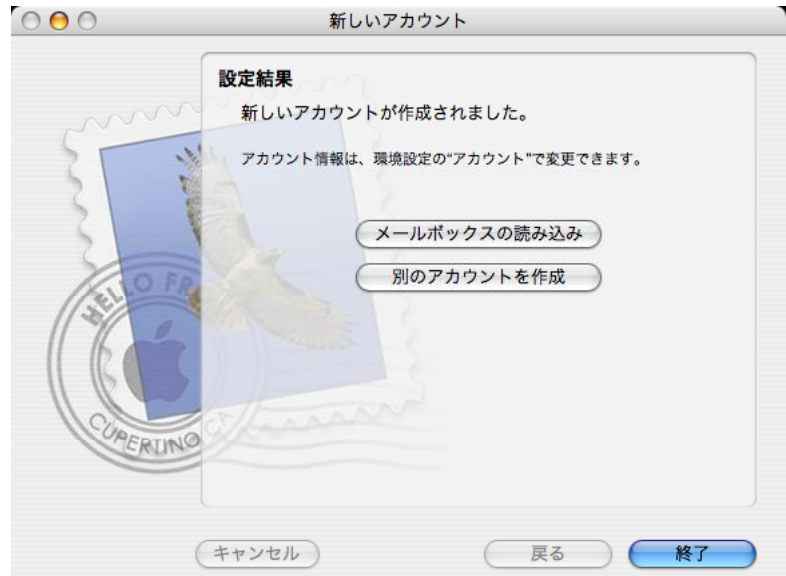 新しいアカウント
設定結果
新しいアカウントが作成されました。
アカウント情報は、環境設定の"アカウント"で変更できます。
メールボックスの読み込み
別のアカウントを作成
HELLO FR
CUPERTINO CA
キャンセル
戻る
終了